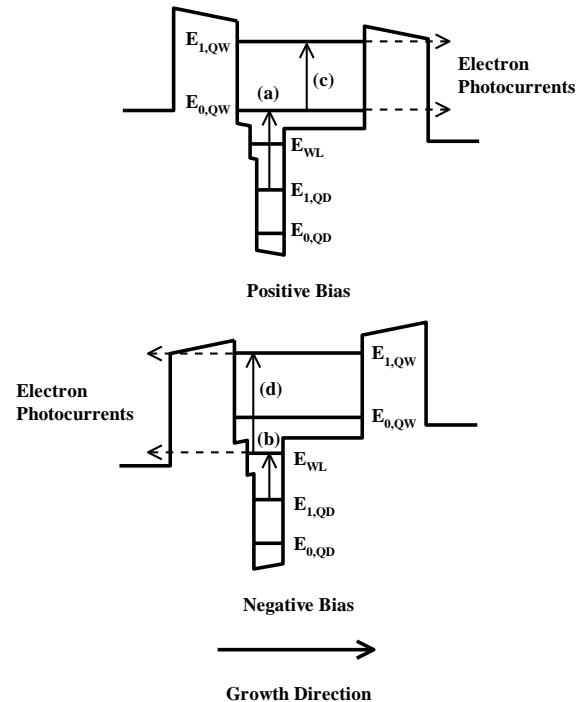 E1,QW
(c)
Electron
Photocurrents
(a)
E0,QW
EWL
E1,QD
E0,QD
Positive Bias
E1,QW
Electron
Photocurrents
(d)
E0,QW
(b)
EWL
E1,QD
E0,QD
Negative Bias
Growth Direction